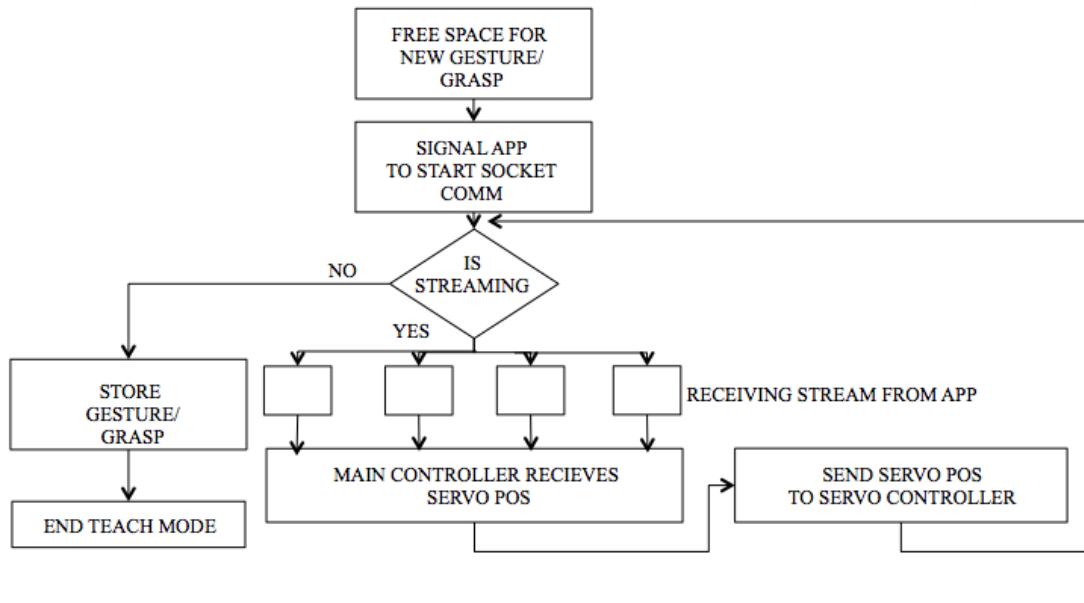 FREE SPACE FOR
NEW GESTURE/
GRASP
SIGNAL APP
TO START SOCKET
COMM
IS
STREAMING
NO
YES
STORE
GESTURE/
GRASP
RECEIVING STREAM FROM APP
MAIN CONTROLLER RECIEVES
SERVO POS
SEND SERVO POS
TO SERVO CONTROLLER
END TEACH MODE